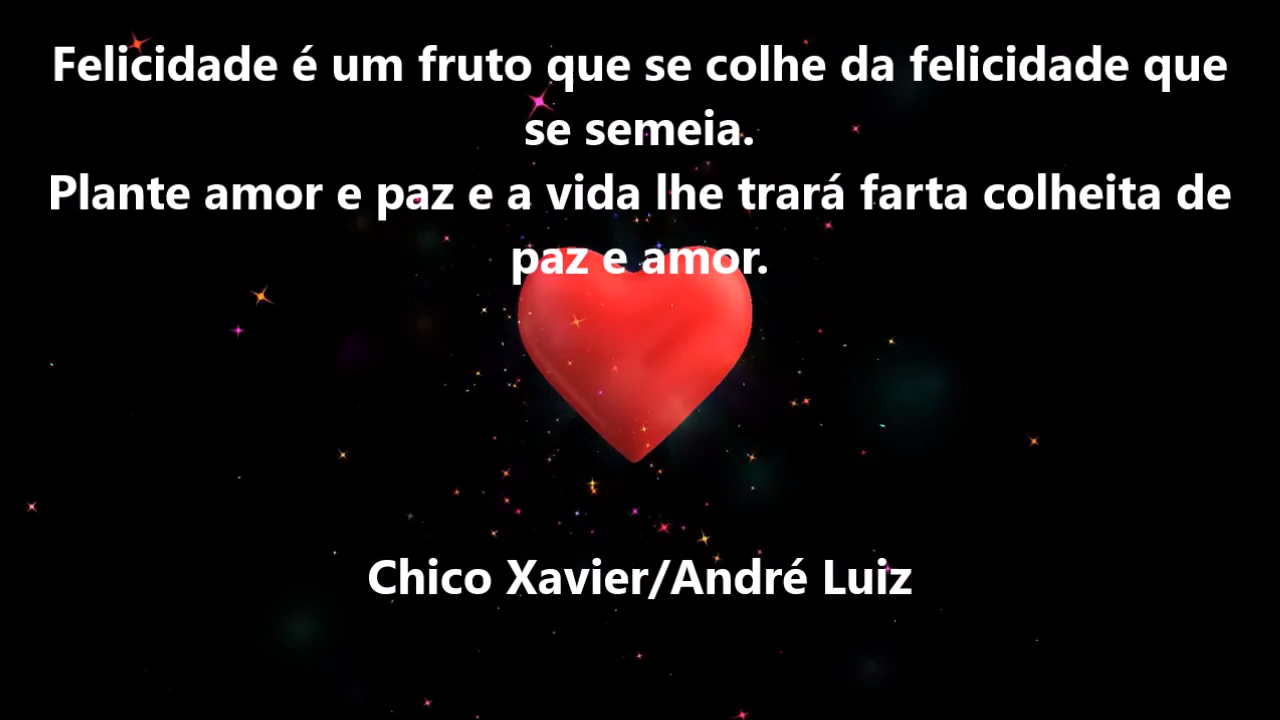 Felicidade é um fruto que se colhe da felicidade que
se semeia.
Plante amor e paz e a vida lhe trará farta colheita de
paz e amor.
Chico Xavier/André Luiz